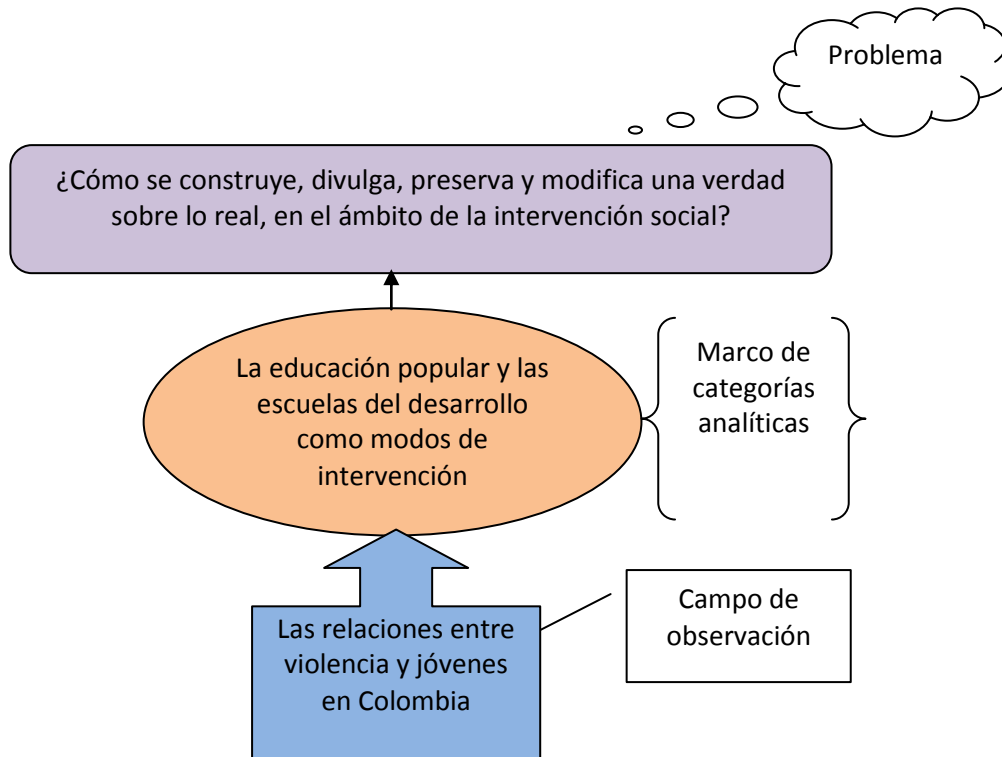 Problema
¿Cómo se construye, divulga, preserva y modifica una verdad
sobre lo real, en el ámbito de la intervención social?
La educación popular y las
escuelas del desarrollo
como modos de
intervención
Marco de
categorías
analíticas
Las relaciones entre
violencia y jóvenes
en Colombia
Campo de
observación